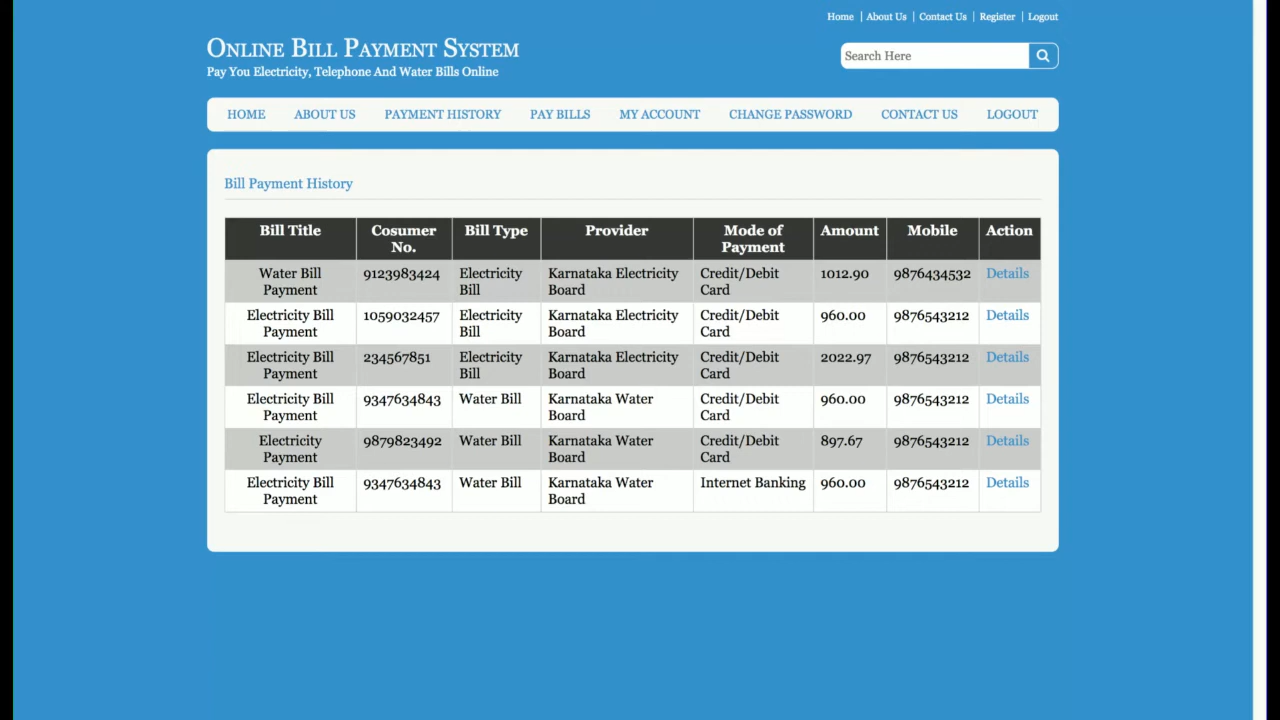 Home | About Us | Contact Us | Register | Logout
Online Bill Payment System
Pay You Electricity, Telephone And Water Bills Online
Search Here
HOME ABOUT US PAYMENT HISTORY PAY BILLS MY ACCOUNT CHANGE PASSWORD CONTACT US LOGOUT
Bill Payment History
Bill Title Cosumer No. Bill Type Provider Mode of Payment Amount Mobile Action
Water Bill Payment 9123983424 Electricity Bill Karnataka Electricity Board Credit/Debit Card 1012.90 9876434532 Details
Electricity Bill Payment 1059032457 Electricity Bill Karnataka Electricity Board Credit/Debit Card 960.00 9876543212 Details
Electricity Bill Payment 234567851 Electricity Bill Karnataka Electricity Board Credit/Debit Card 2022.97 9876543212 Details
Electricity Bill Payment 9347634843 Water Bill Karnataka Water Board Credit/Debit Card 960.00 9876543212 Details
Electricity Payment 9879823492 Water Bill Karnataka Water Board Credit/Debit Card 897.67 9876543212 Details
Electricity Bill Payment 9347634843 Water Bill Karnataka Water Board Internet Banking 960.00 9876543212 Details